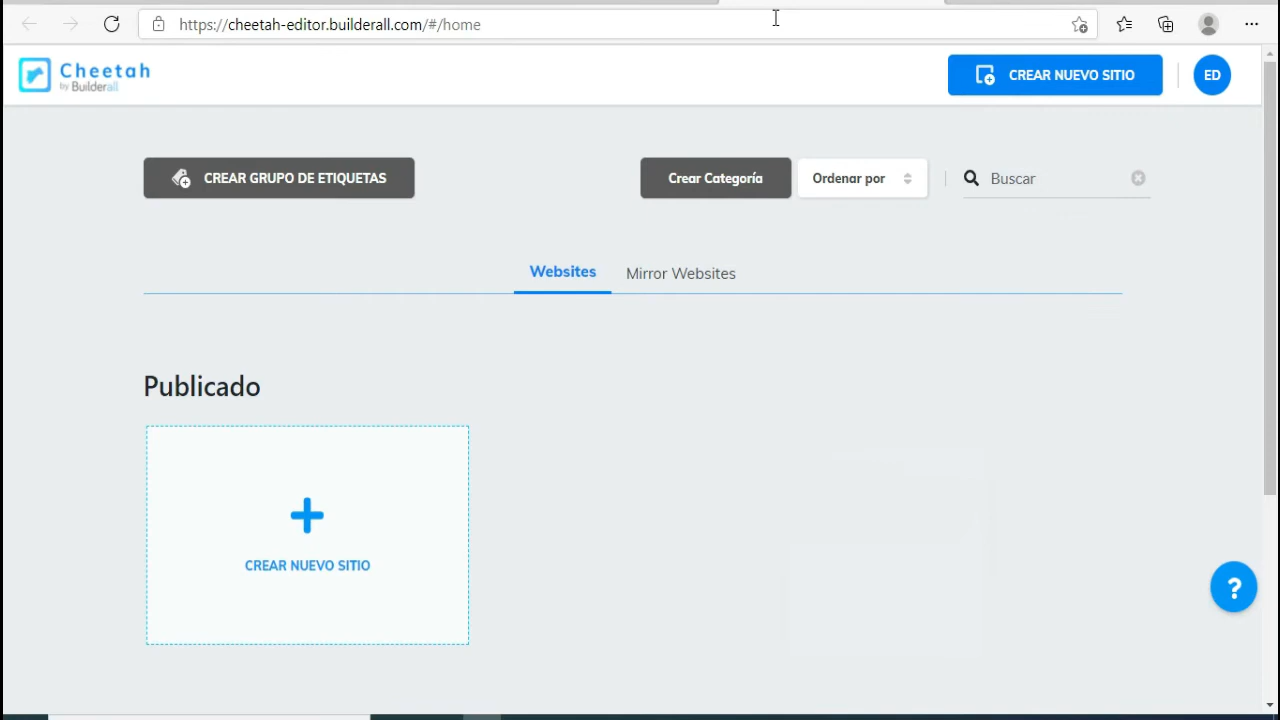 https://cheetah-editor.builderall.com/#/home
Cheetah
by Builderall
CREAR NUEVO SITIO
ED
CREAR GRUPO DE ETIQUETAS
Crear Categoría
Ordenar por
Buscar
Websites
Mirror Websites
Publicado
CREAR NUEVO SITIO
?